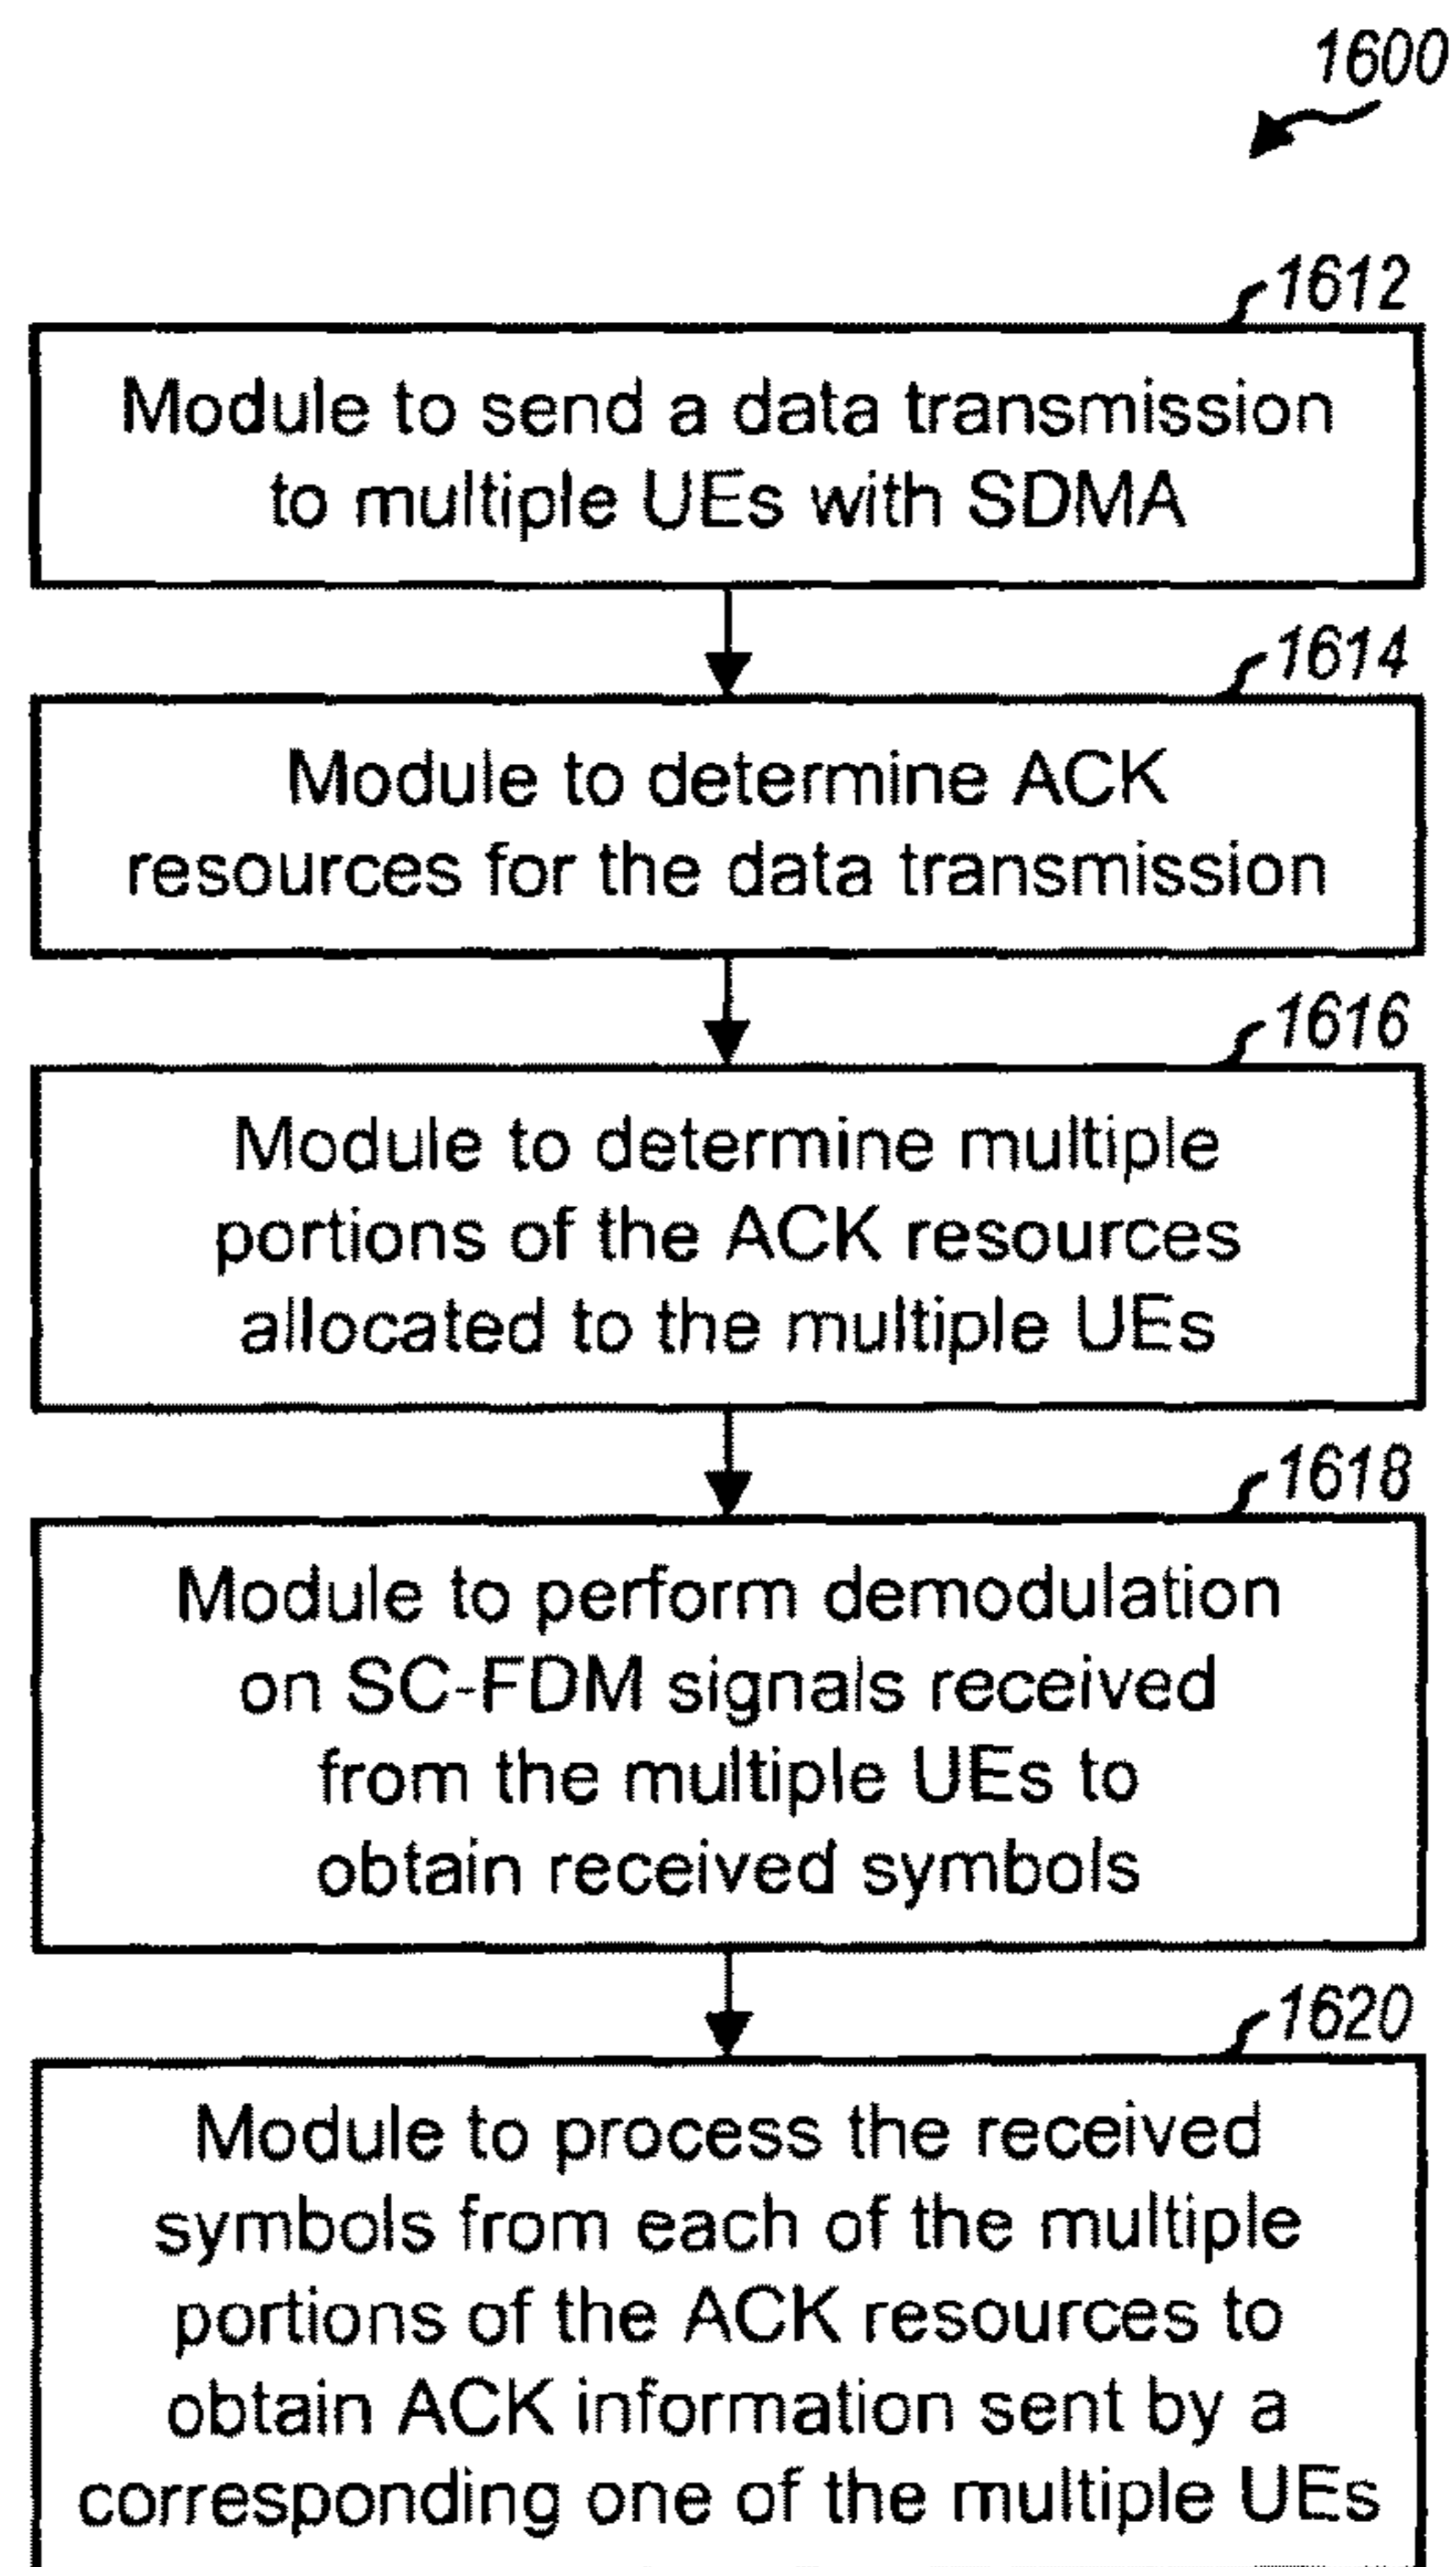 1600
1612
Module to send a data transmission
to multiple UEs with SDMA
1614
Module to determine ACK
resources for the data transmission
1616
Module to determine multiple
portions of the ACK resources
allocated to the multiple UEs
1618
Module to perform demodulation
on SC-FDM signals received
from the multiple UEs to
obtain received symbols
1620
Module to process the received
symbols from each of the multiple
portions of the ACK resources to
obtain ACK information sent by a
corresponding one of the multiple UEs